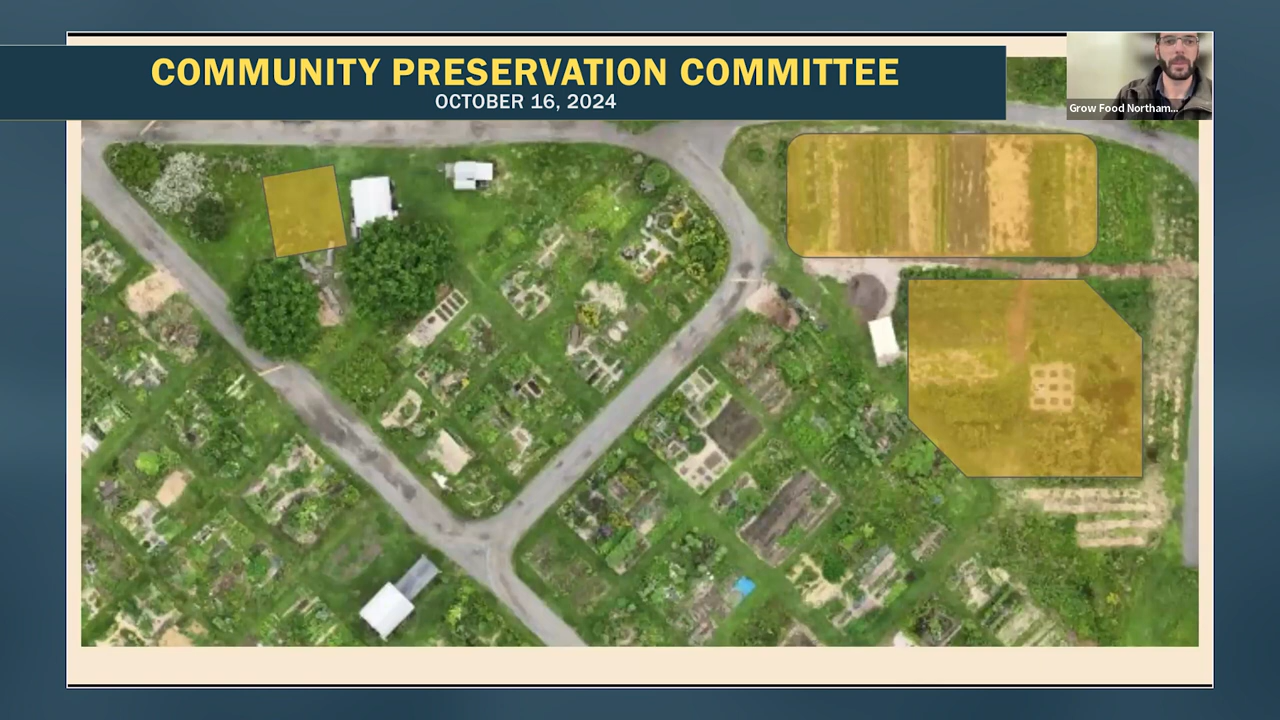 COMMUNITY PRESERVATION COMMITTEE
OCTOBER 16, 2024
Grow Food Northam...